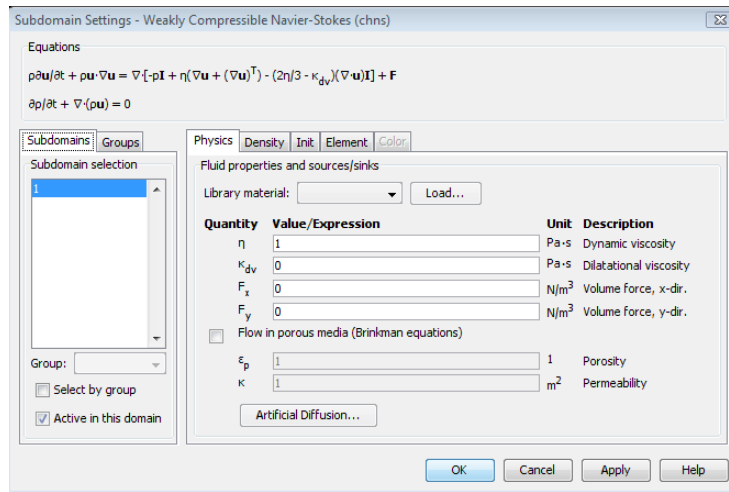 Subdomain Settings - Weakly Compressible Navier-Stokes (chns)
Equations
ρ∂u/∂t + ρu·∇u = ∇·[-pI + η(∇u + (∇u)ᵀ) - (2η/3 - κdv)(∇·u)I] + F
∂ρ/∂t + ∇·(ρu) = 0
Subdomains Groups
Subdomain selection
1
Group:
Select by group
Active in this domain
Physics Density Init Element Color
Fluid properties and sources/sinks
Library material: Load...
Quantity Value/Expression Unit Description
η 1 Pa·s Dynamic viscosity
κdv 0 Pa·s Dilatational viscosity
Fx 0 N/m³ Volume force, x-dir.
Fy 0 N/m³ Volume force, y-dir.
Flow in porous media (Brinkman equations)
εp 1 1 Porosity
κ 1 m² Permeability
Artificial Diffusion...
OK Cancel Apply Help